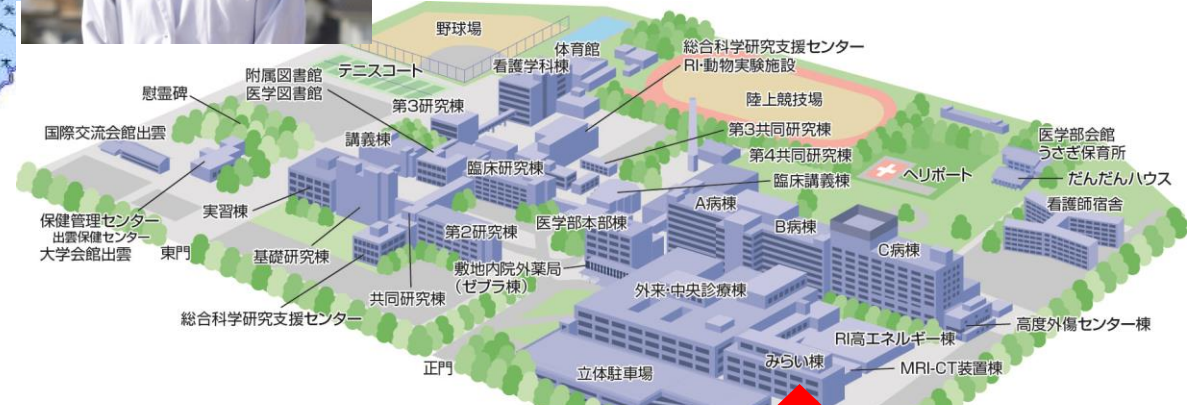 野球場
体育館
看護学科棟
総合科学研究支援センター
RI・動物実験施設
テニスコート
附属図書館
医学図書館
慰霊碑
第3研究棟
陸上競技場
国際交流会館出雲
講義棟
第3共同研究棟
医学部会館
うさぎ保育所
第4共同研究棟
臨床研究棟
臨床講義棟
ヘリポート
だんだんハウス
実習棟
A病棟
看護師宿舎
保健管理センター
出雲保健センター
大学会館出雲
東門
医学部本部棟
B病棟
第2研究棟
C病棟
基礎研究棟
敷地内院外薬局
(ゼブラ棟)
共同研究棟
外来・中央診療棟
総合科学研究支援センター
高度外傷センター棟
RI高エネルギー棟
正門
みらい棟
MRI-CT装置棟
立体駐車場